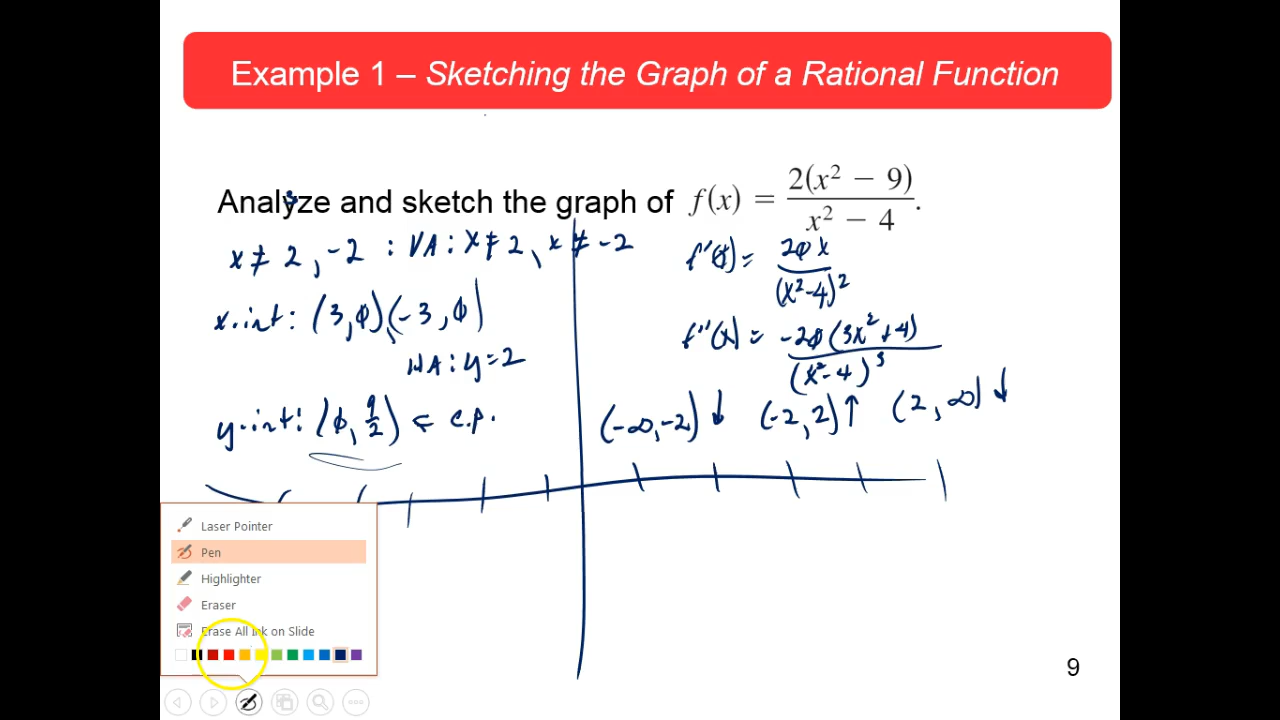 Example 1 – Sketching the Graph of a Rational Function
Analyze and sketch the graph of f(x) = 2(x² − 9) / x² − 4.
x ≠ 2, -2 : VA: x ≠ 2, x ≠ -2
f'(x) = 20x / (x²-4)²
x.int: (3,0)(-3,0)
f''(x) = -20(3x²+4) / (x²-4)³
HA: y=2
y.int: (0, 9/2) ← c.p.
(-∞,-2)↓ (-2,2)↑ (2,∞)↓
Laser Pointer
Pen
Highlighter
Eraser
Erase All Ink on Slide
9